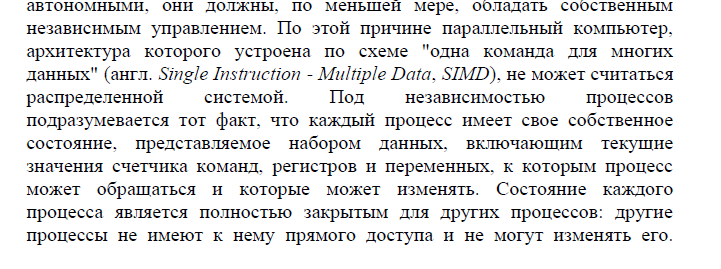 автономными, они должны, по меньшей мере, обладать собственным
независимым управлением. По этой причине параллельный компьютер,
архитектура которого устроена по схеме "одна команда для многих
данных" (англ. Single Instruction - Multiple Data, SIMD), не может считаться
распределенной системой. Под независимостью процессов
подразумевается тот факт, что каждый процесс имеет свое собственное
состояние, представляемое набором данных, включающим текущие
значения счетчика команд, регистров и переменных, к которым процесс
может обращаться и которые может изменять. Состояние каждого
процесса является полностью закрытым для других процессов: другие
процессы не имеют к нему прямого доступа и не могут изменять его.